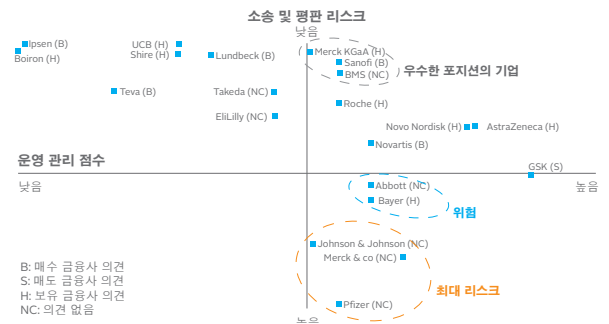 소송 및 평판 리스크
낮음
Ipsen (B)
Boiron (H)
UCB (H)
Shire (H)
Lundbeck (B)
Merck KGaA (H)
Sanofi (B)
BMS (NC)
우수한 포지션의 기업
Teva (B)
Takeda (NC)
EliLilly (NC)
Roche (H)
Novo Nordisk (H)
AstraZeneca (H)
Novartis (B)
운영 관리 점수
GSK (S)
낮음
높음
Abbott (NC)
Bayer (H)
위험
Johnson & Johnson (NC)
Merck & co (NC)
최대 리스크
Pfizer (NC)
B: 매수 금융사 의견
S: 매도 금융사 의견
H: 보유 금융사 의견
NC: 의견 없음
높음